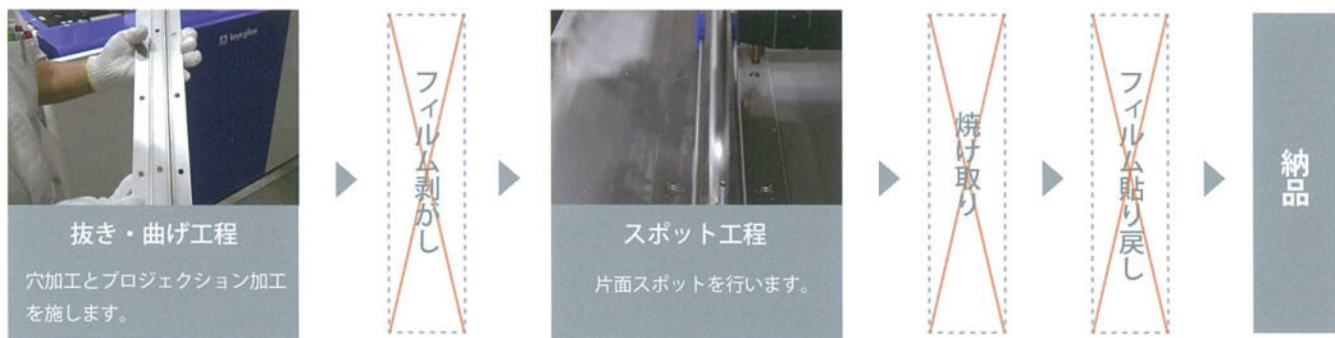 抜き・曲げ工程
穴加工とプロジェクション加工
を施します。
フィルム剥がし
スポット工程
片面スポットを行います。
焼け取り
フィルム貼り戻し
納品